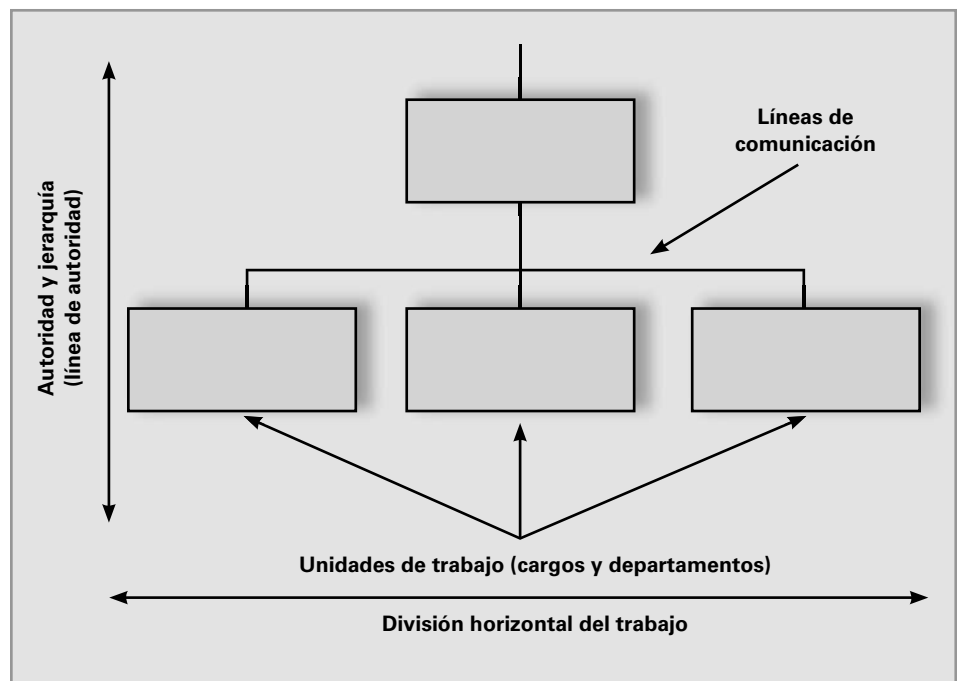 Líneas de
comunicación
Autoridad y jerarquía
(línea de autoridad)
Unidades de trabajo (cargos y departamentos)
División horizontal del trabajo